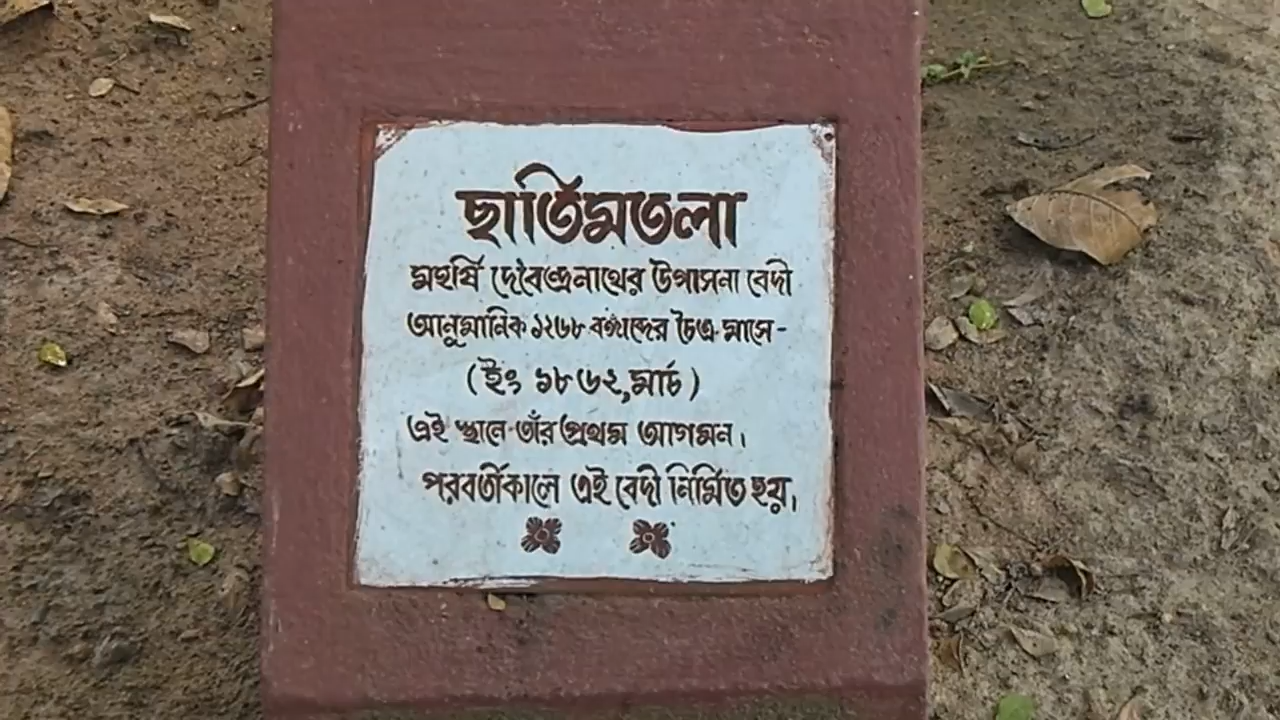 ছাতিমতলা
মহর্ষি দেবেন্দ্রনাথের উপাসনা বেদী
আনুমানিক ১২৬৮ বঙ্গাব্দের চৈত্র মাসে-
(ইং ১৮৬২, মার্চ)
এই স্থানে তাঁর প্রথম আগমন।
পরবর্তীকালে এই বেদী নির্মিত হয়।